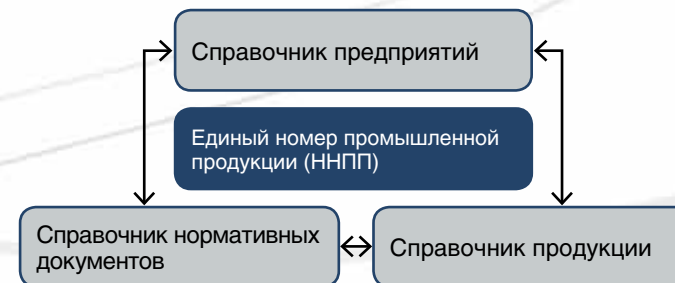 Справочник предприятий
Единый номер промышленной
продукции (ННПП)
Справочник нормативных
документов
Справочник продукции